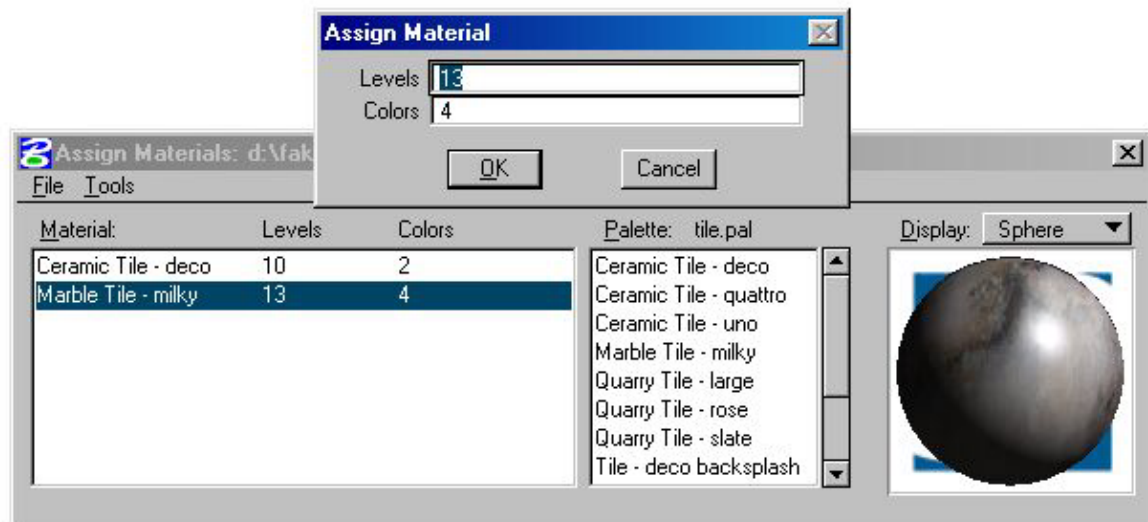 Assign Material
Levels 13
Colors 4
OK Cancel
Assign Materials: d:\fak
File Tools
Material: Levels Colors Palette: tile.pal Display: Sphere
Ceramic Tile - deco 10 2
Marble Tile - milky 13 4
Ceramic Tile - deco
Ceramic Tile - quattro
Ceramic Tile - uno
Marble Tile - milky
Quarry Tile - large
Quarry Tile - rose
Quarry Tile - slate
Tile - deco backsplash